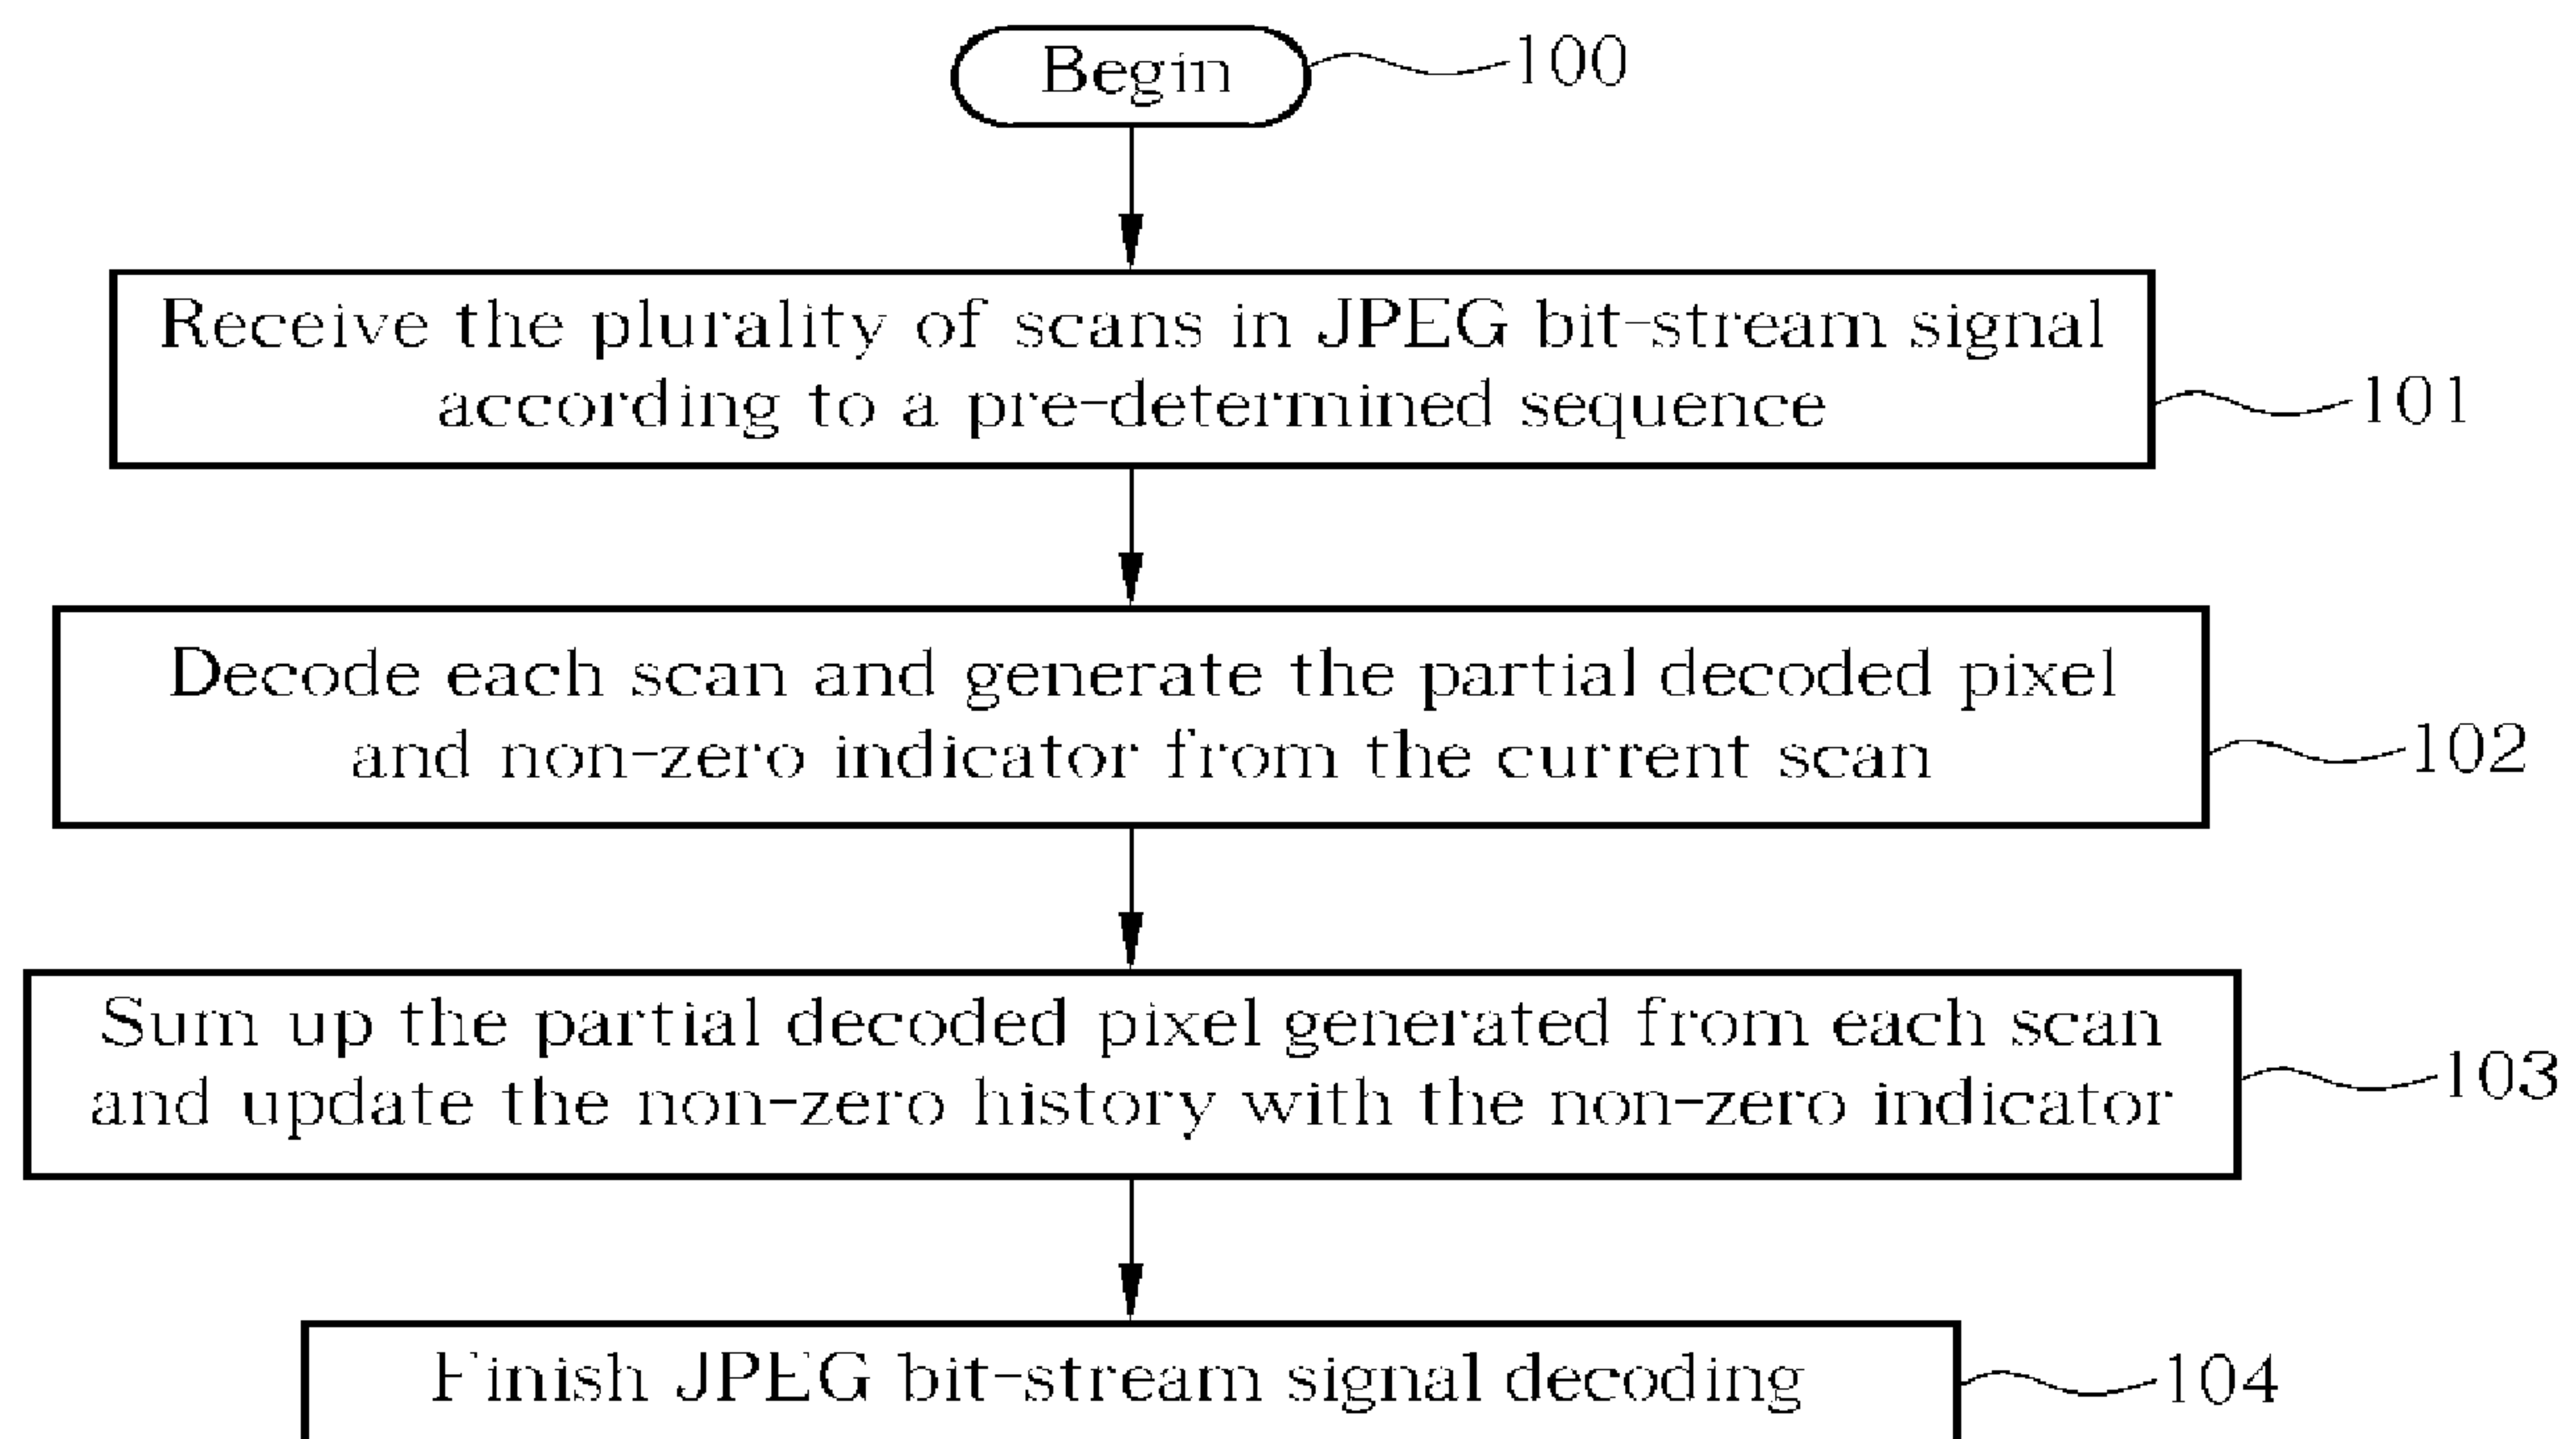 Begin
100
Receive the plurality of scans in JPEG bit-stream signal
according to a pre-determined sequence
101
Decode each scan and generate the partial decoded pixel
and non-zero indicator from the current scan
102
Sum up the partial decoded pixel generated from each scan
and update the non-zero history with the non-zero indicator
103
Finish JPEG bit-stream signal decoding
104